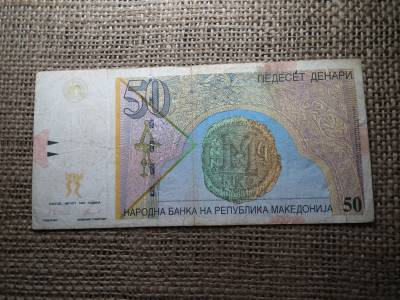 50
ПЕДЕСЕТ ДЕНАРИ
НАРОДНА БАНКА НА РЕПУБЛИКА МАКЕДОНИЈА
50